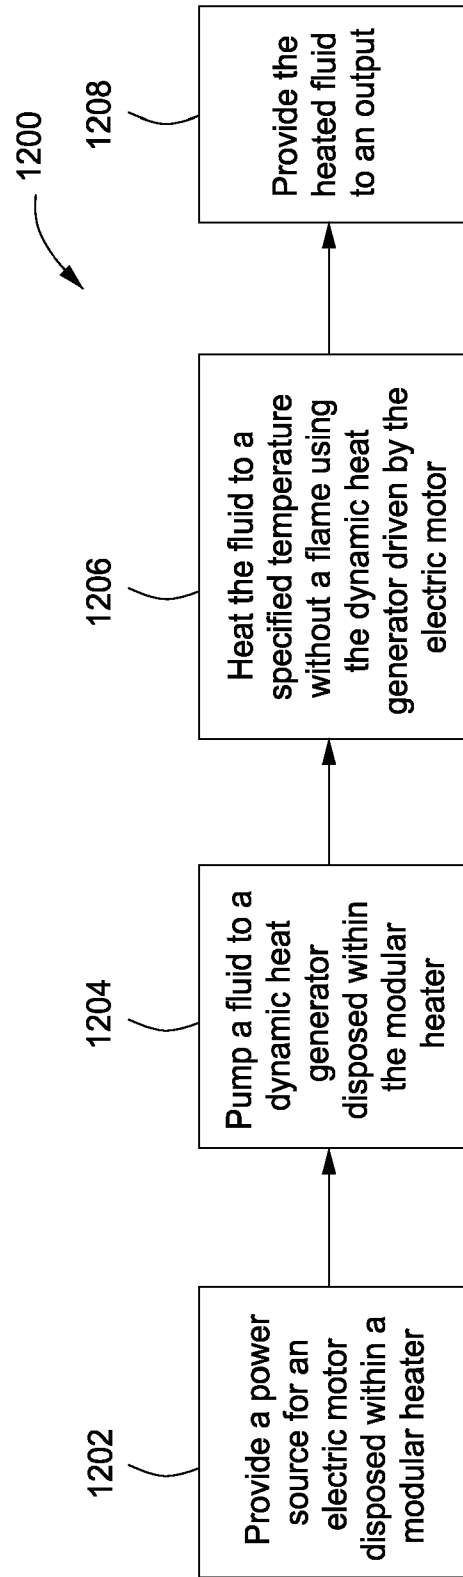 1200
1202
Provide a power
source for an
electric motor
disposed within a
modular heater
1204
Pump a fluid to a
dynamic heat
generator
disposed within
the modular
heater
1206
Heat the fluid to a
specified temperature
without a flame using
the dynamic heat
generator driven by the
electric motor
1208
Provide the
heated fluid
to an output